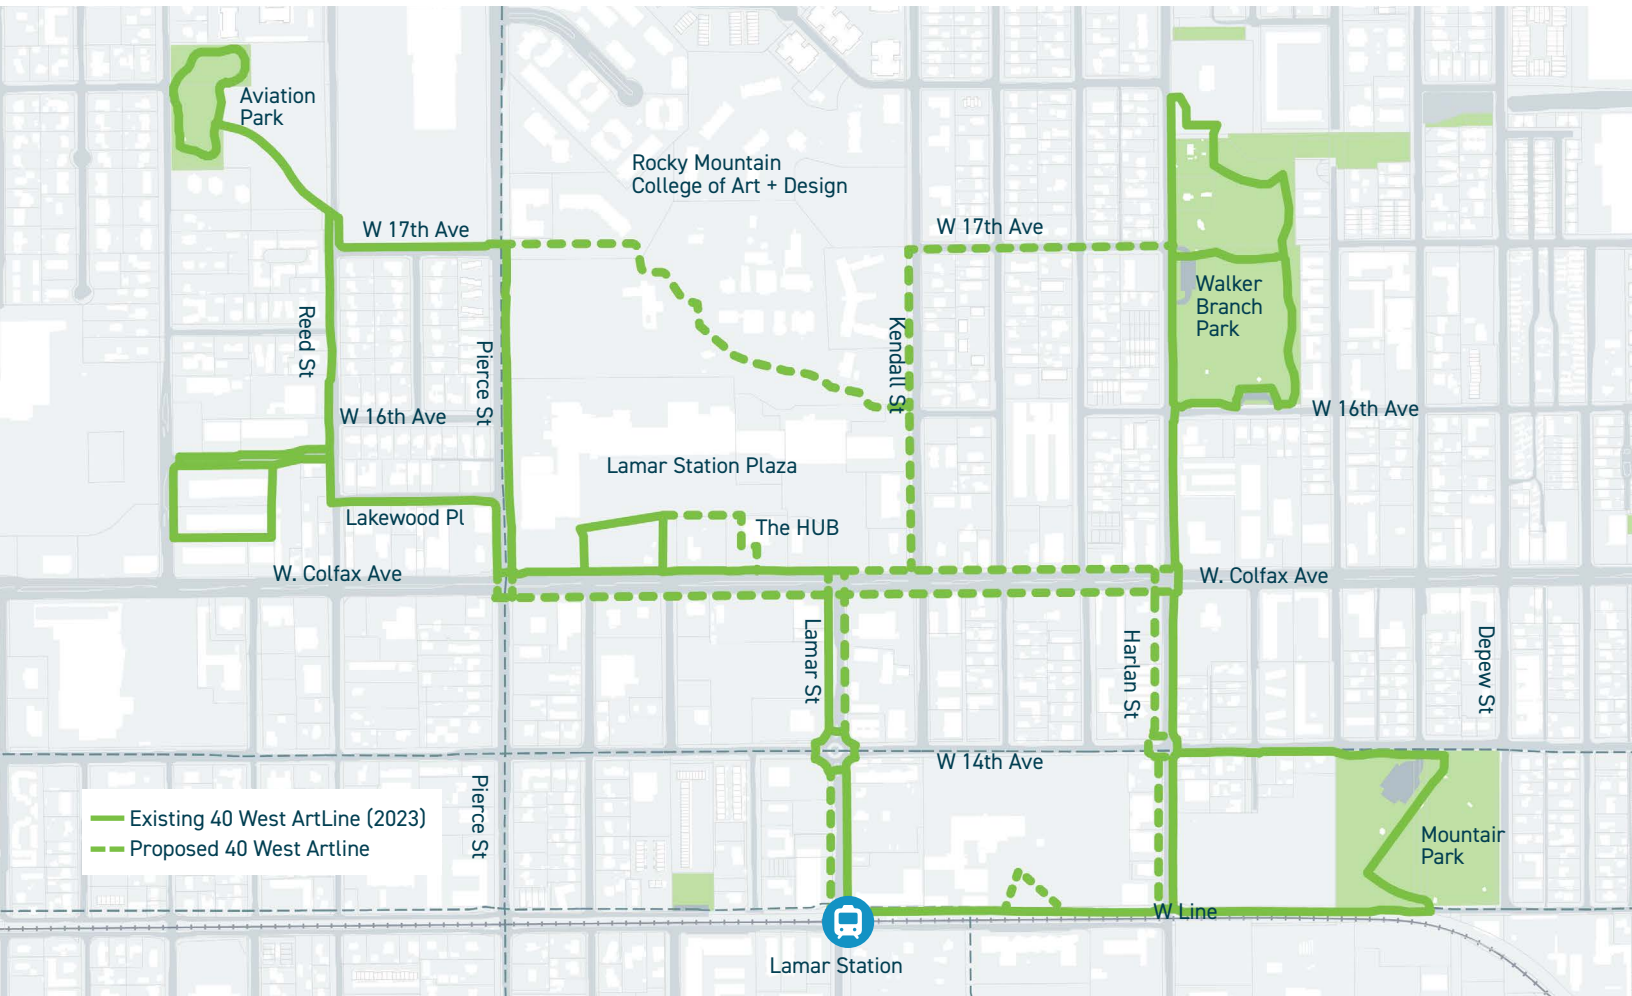 Aviation
Park
Rocky Mountain
College of Art + Design
W 17th Ave
W 17th Ave
Walker
Branch
Park
Reed St
Pierce St
Kendall St
W 16th Ave
W 16th Ave
Lamar Station Plaza
Lakewood Pl
The HUB
W. Colfax Ave
W. Colfax Ave
Lamar St
Harlan St
Depew St
W 14th Ave
Pierce St
Existing 40 West ArtLine (2023)
Proposed 40 West Artline
Mountair
Park
W Line
Lamar Station